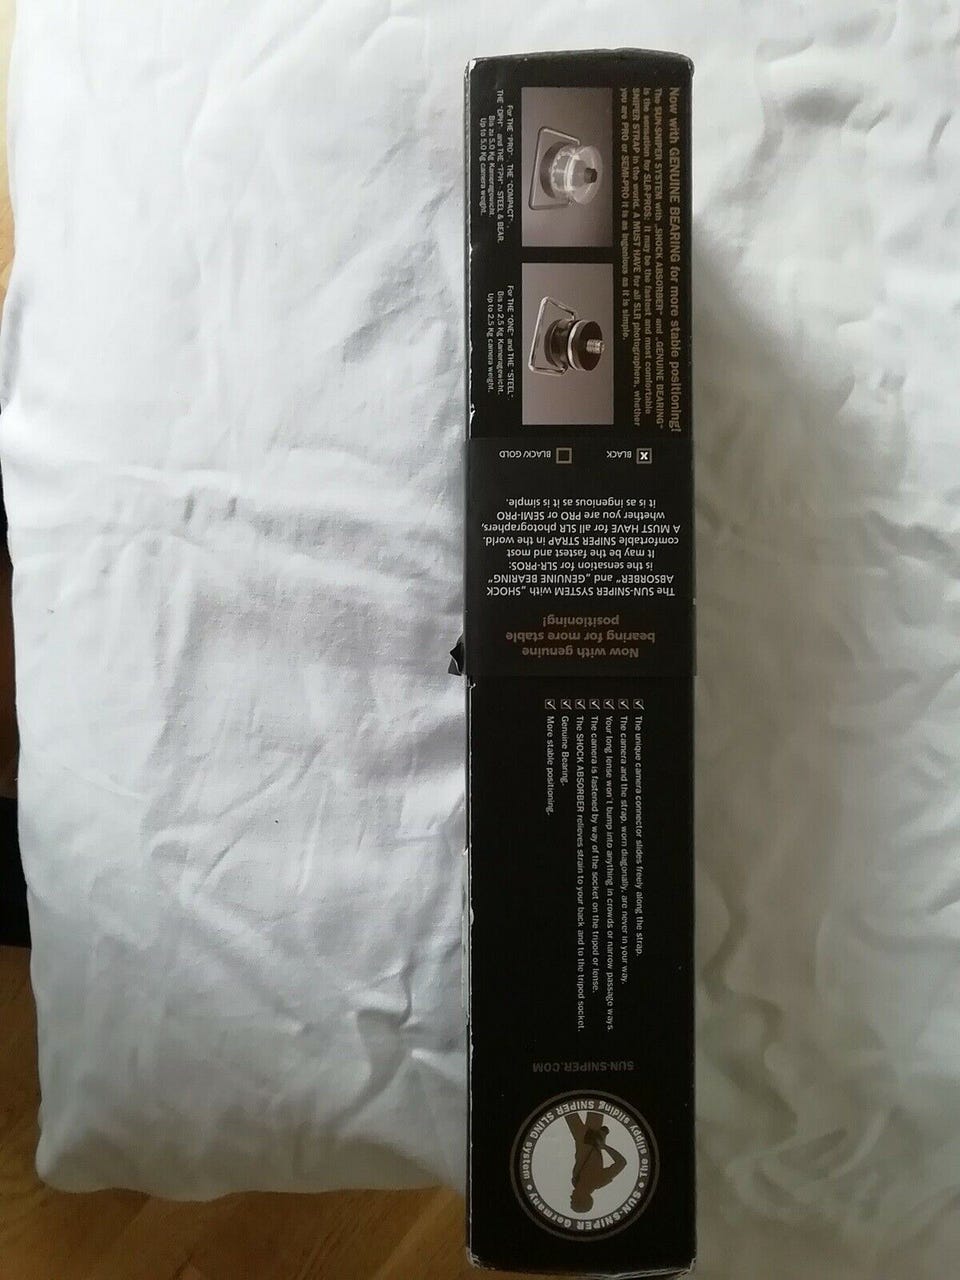 Now with GENUINE BEARING for more stable positioning!
The SUN-SNIPER SYSTEM with „SHOCK ABSORBER" and „GENUINE BEARING"
is the sensation for SLR-PROS: It may be the fastest and most comfortable
SNIPER STRAP in the world. A MUST HAVE for all SLR photographers, whether
you are PRO or SEMI-PRO it is as ingenious as it is simple.
For THE "PRO", THE "COMPACT",
THE "DPH" and THE "TPH" - STEEL & BEAR.
Bis zu 5.0 Kg Kameragewicht.
Up to 5.0 Kg camera weight.
For THE "ONE" and THE "STEEL"
Bis zu 2.5 Kg Kameragewicht.
Up to 2.5 Kg camera weight.
Now with genuine
bearing for more stable
positioning!
The SUN-SNIPER SYSTEM with „SHOCK
ABSORBER" and „GENUINE BEARING"
is the sensation for SLR-PROS:
It may be the fastest and most
comfortable SNIPER STRAP in the world.
A MUST HAVE for all SLR photographers,
whether you are PRO or SEMI-PRO
it is as ingenious as it is simple.
X BLACK
BLACK/GOLD
The unique camera connector slides freely along the strap.
The camera and the strap, worn diagonally, are never in your way.
Your long lense won't bump into anything in crowds or narrow passage ways.
The camera is fastened by way of the socket on the tripod or lense.
The SHOCK ABSORBER relieves strain to your back and to the tripod socket.
Genuine Bearing.
More stable positioning.
SUN-SNIPER.COM
The slippy sliding SNIPER SLING system • SUN-SNIPER Germany •